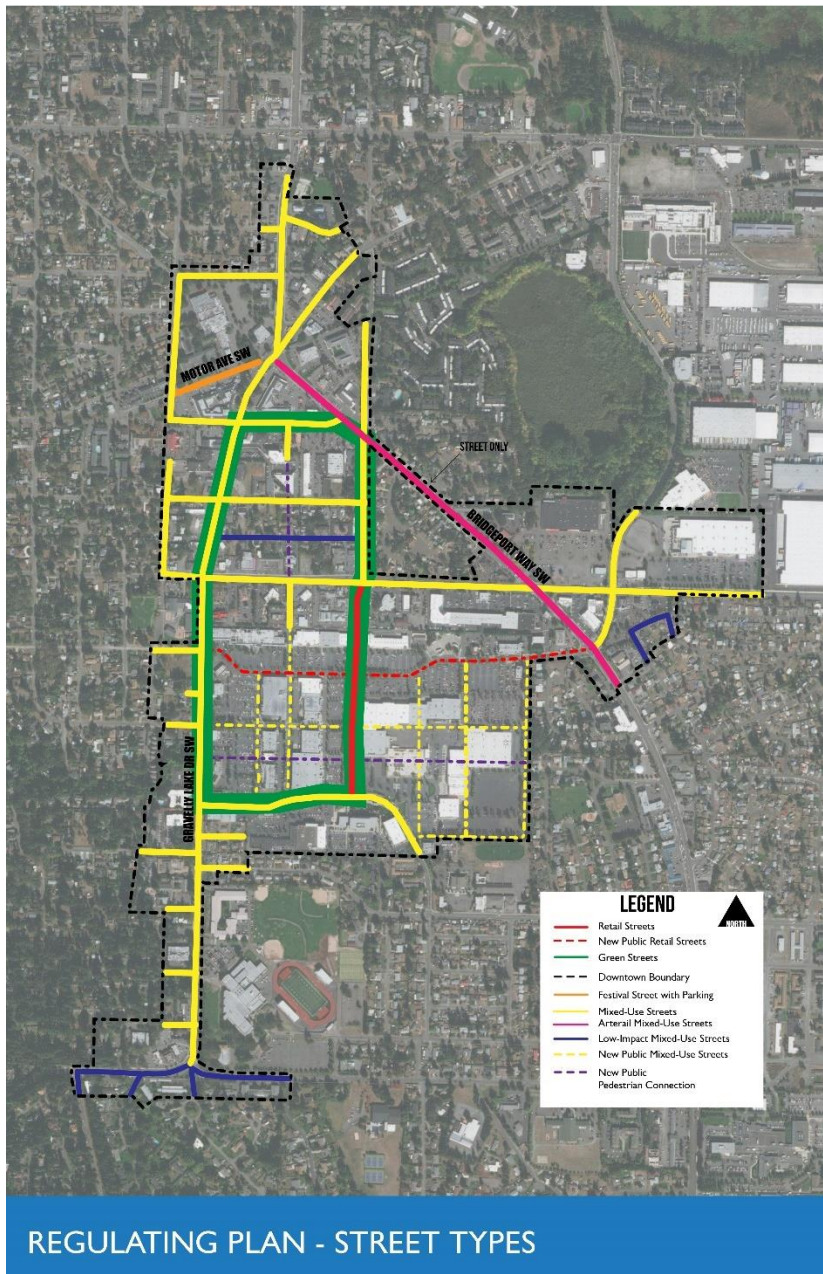 MOTOR AVE SW
STREET ONLY
BRIDGEPORT WAY SW
GRAVELLY LAKE DR SW
LEGEND
NORTH
Retail Streets
New Public Retail Streets
Green Streets
Downtown Boundary
Festival Street with Parking
Mixed-Use Streets
Arterail Mixed-Use Streets
Low-Impact Mixed-Use Streets
New Public Mixed-Use Streets
New Public
Pedestrian Connection
REGULATING PLAN - STREET TYPES